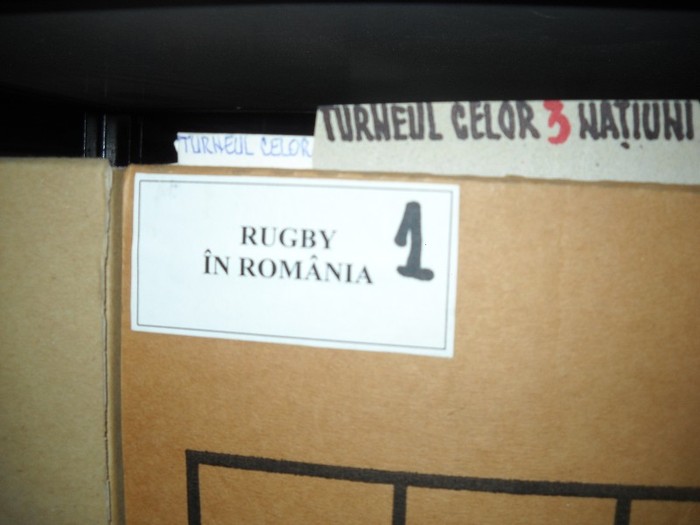 TURNEUL CELOR 3 NAȚIUNI
TURNEUL CELOR
RUGBY
ÎN ROMÂNIA
1